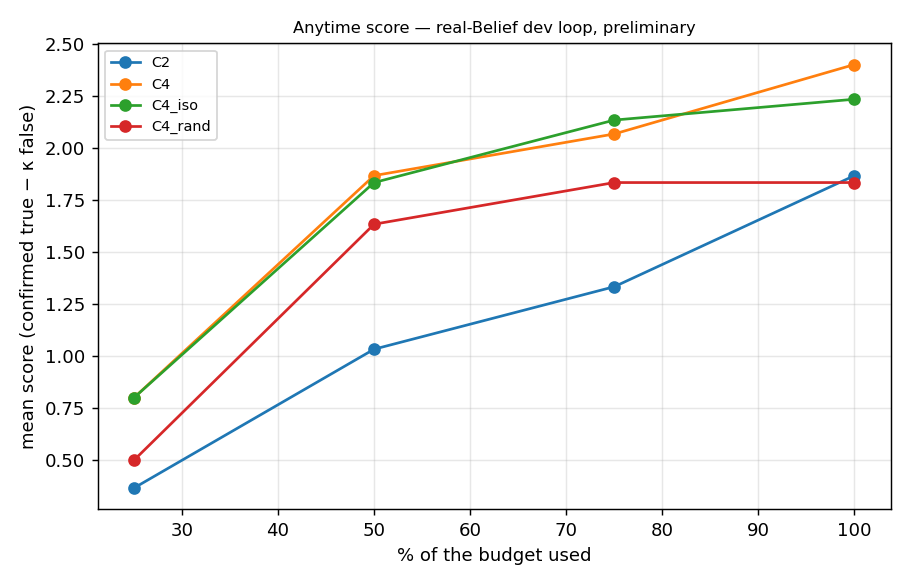 Anytime score — real-Belief dev loop, preliminary
C2
C4
C4_iso
C4_rand
mean score (confirmed true − κ false)
2.50
2.25
2.00
1.75
1.50
1.25
1.00
0.75
0.50
30 40 50 60 70 80 90 100
% of the budget used